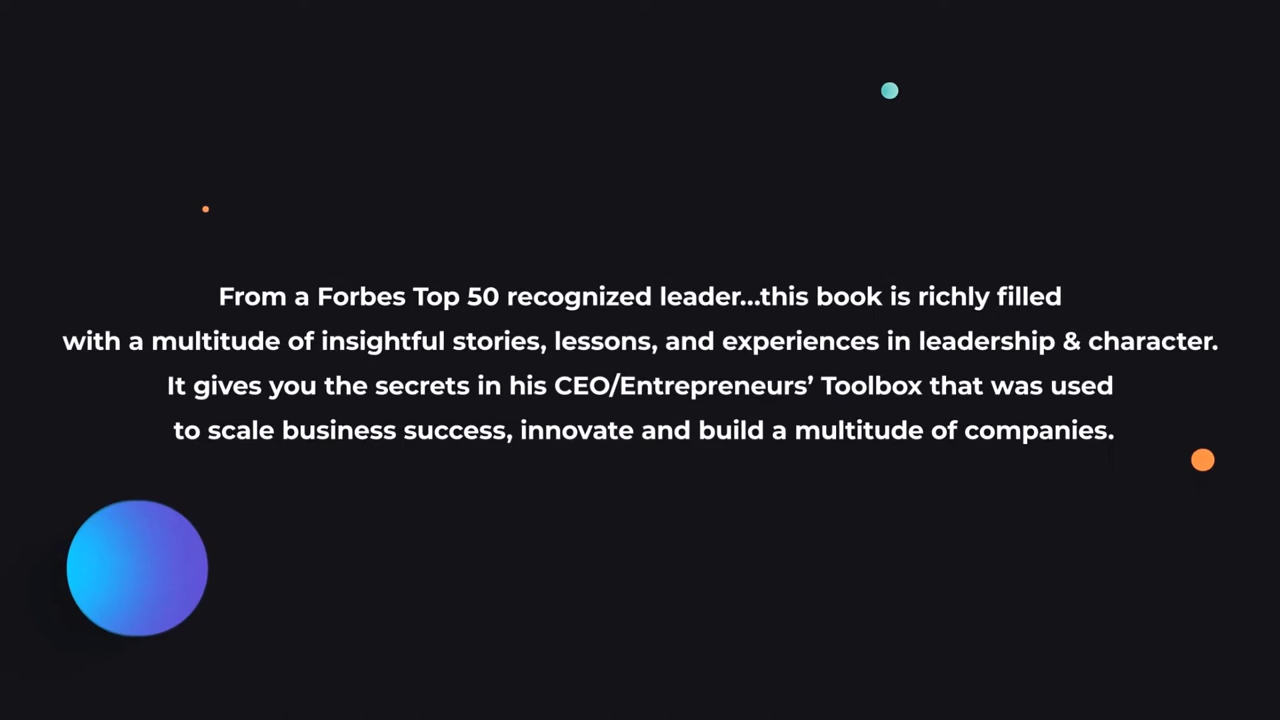 From a Forbes Top 50 recognized leader...this book is richly filled
with a multitude of insightful stories, lessons, and experiences in leadership & character.
It gives you the secrets in his CEO/Entrepreneurs’ Toolbox that was used
to scale business success, innovate and build a multitude of companies.